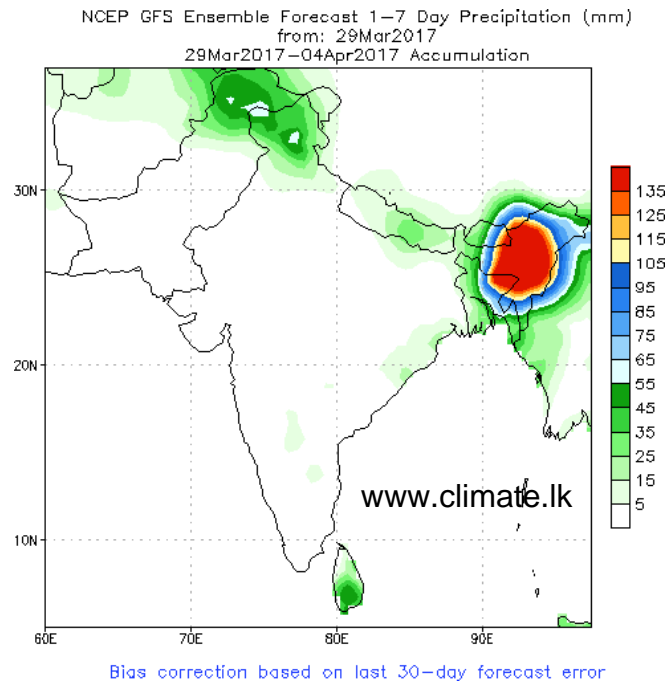 NCEP GFS Ensemble Forecast 1-7 Day Precipitation (mm)
from: 29Mar2017
29Mar2017-04Apr2017 Accumulation
30N
20N
10N
60E
70E
80E
90E
135
125
115
105
95
85
75
65
55
45
35
25
15
5
www.climate.lk
Bias correction based on last 30-day forecast error